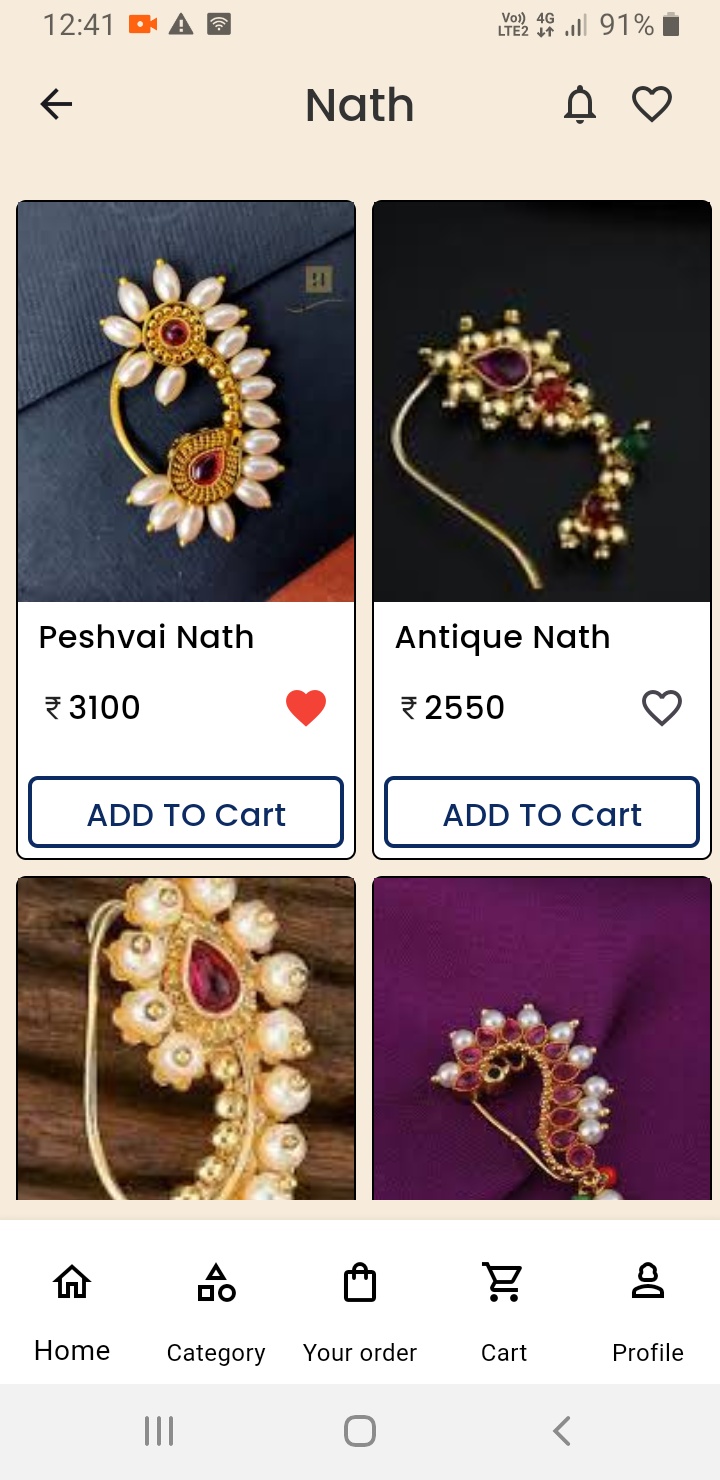 12:41
Vo)) 4G 91%
LTE2
Nath
Peshvai Nath
Antique Nath
₹ 3100
₹ 2550
ADD TO Cart
ADD TO Cart
Home
Category
Your order
Cart
Profile